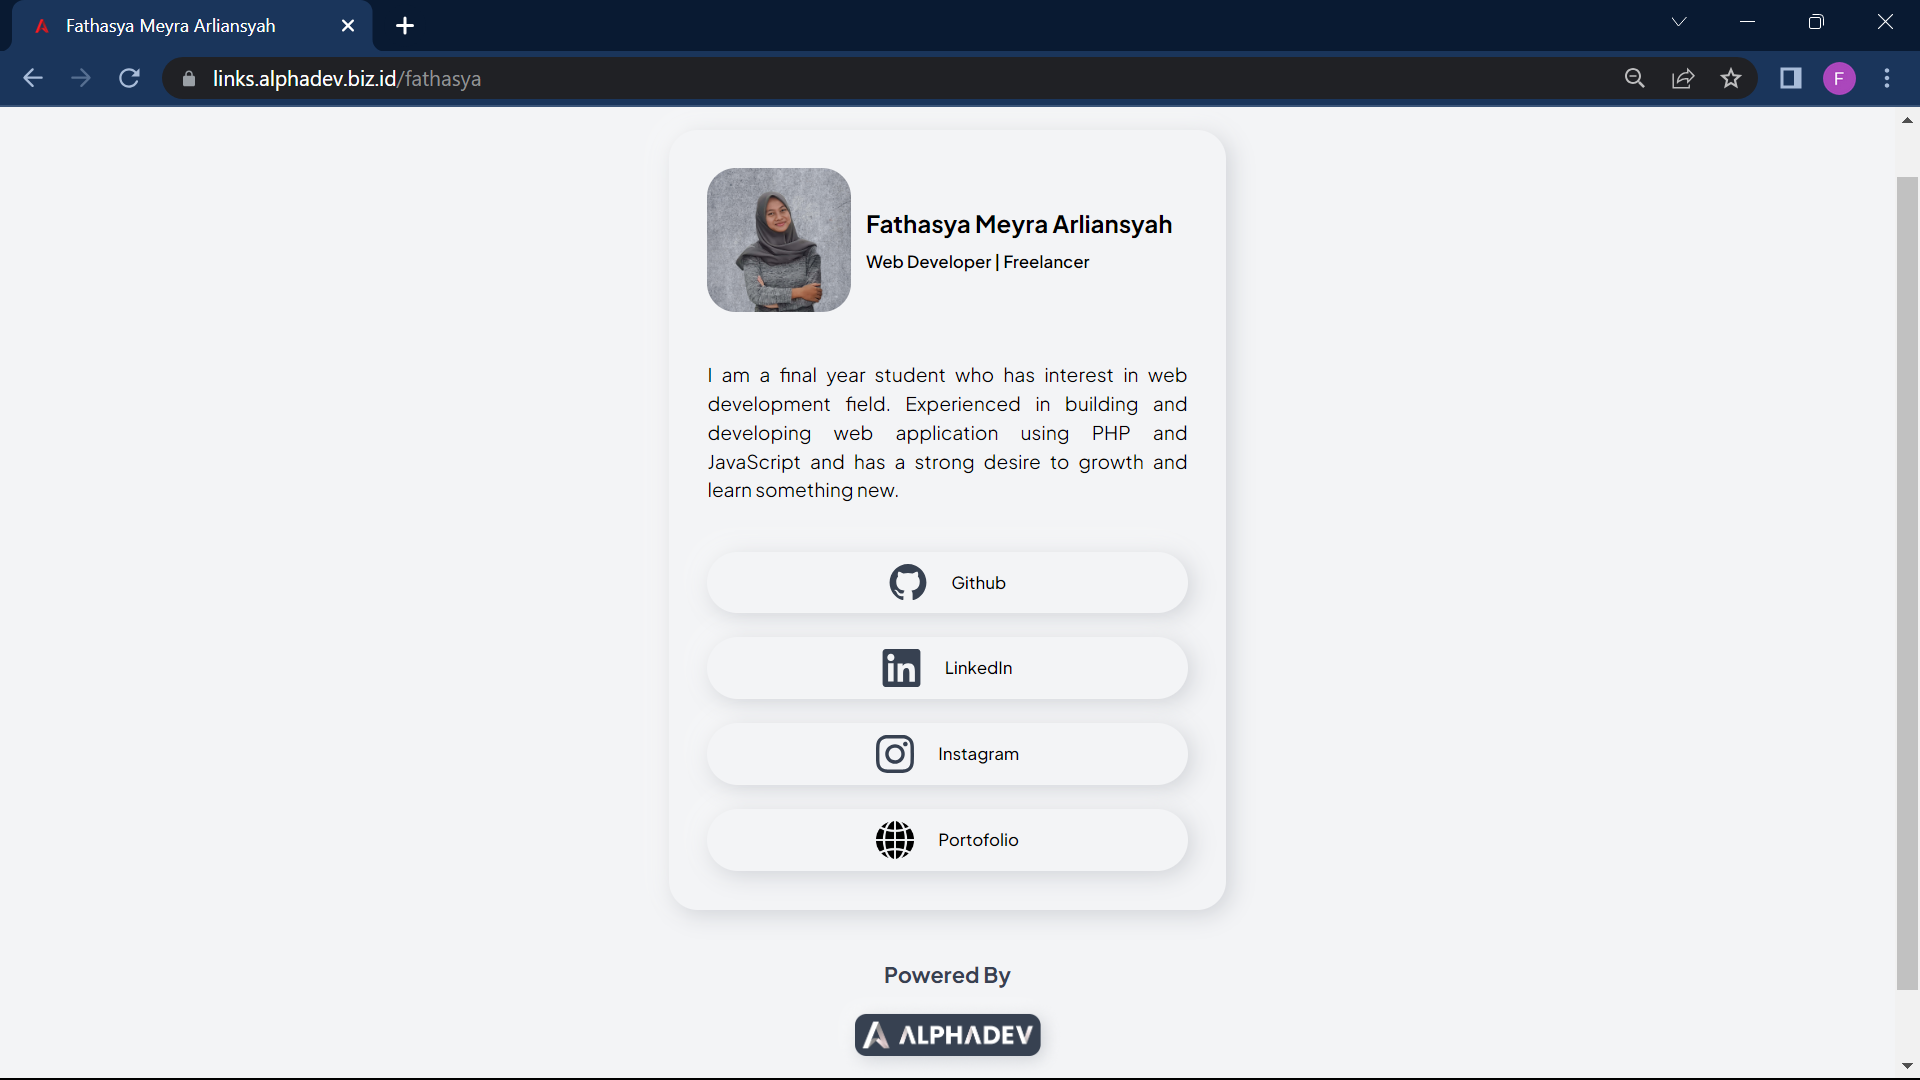 Fathasya Meyra Arliansyah
links.alphadev.biz.id/fathasya
F
Fathasya Meyra Arliansyah
Web Developer | Freelancer
I am a final year student who has interest in web
development field. Experienced in building and
developing web application using PHP and
JavaScript and has a strong desire to growth and
learn something new.
Github
in LinkedIn
Instagram
Portofolio
Powered By
ALPHADEV